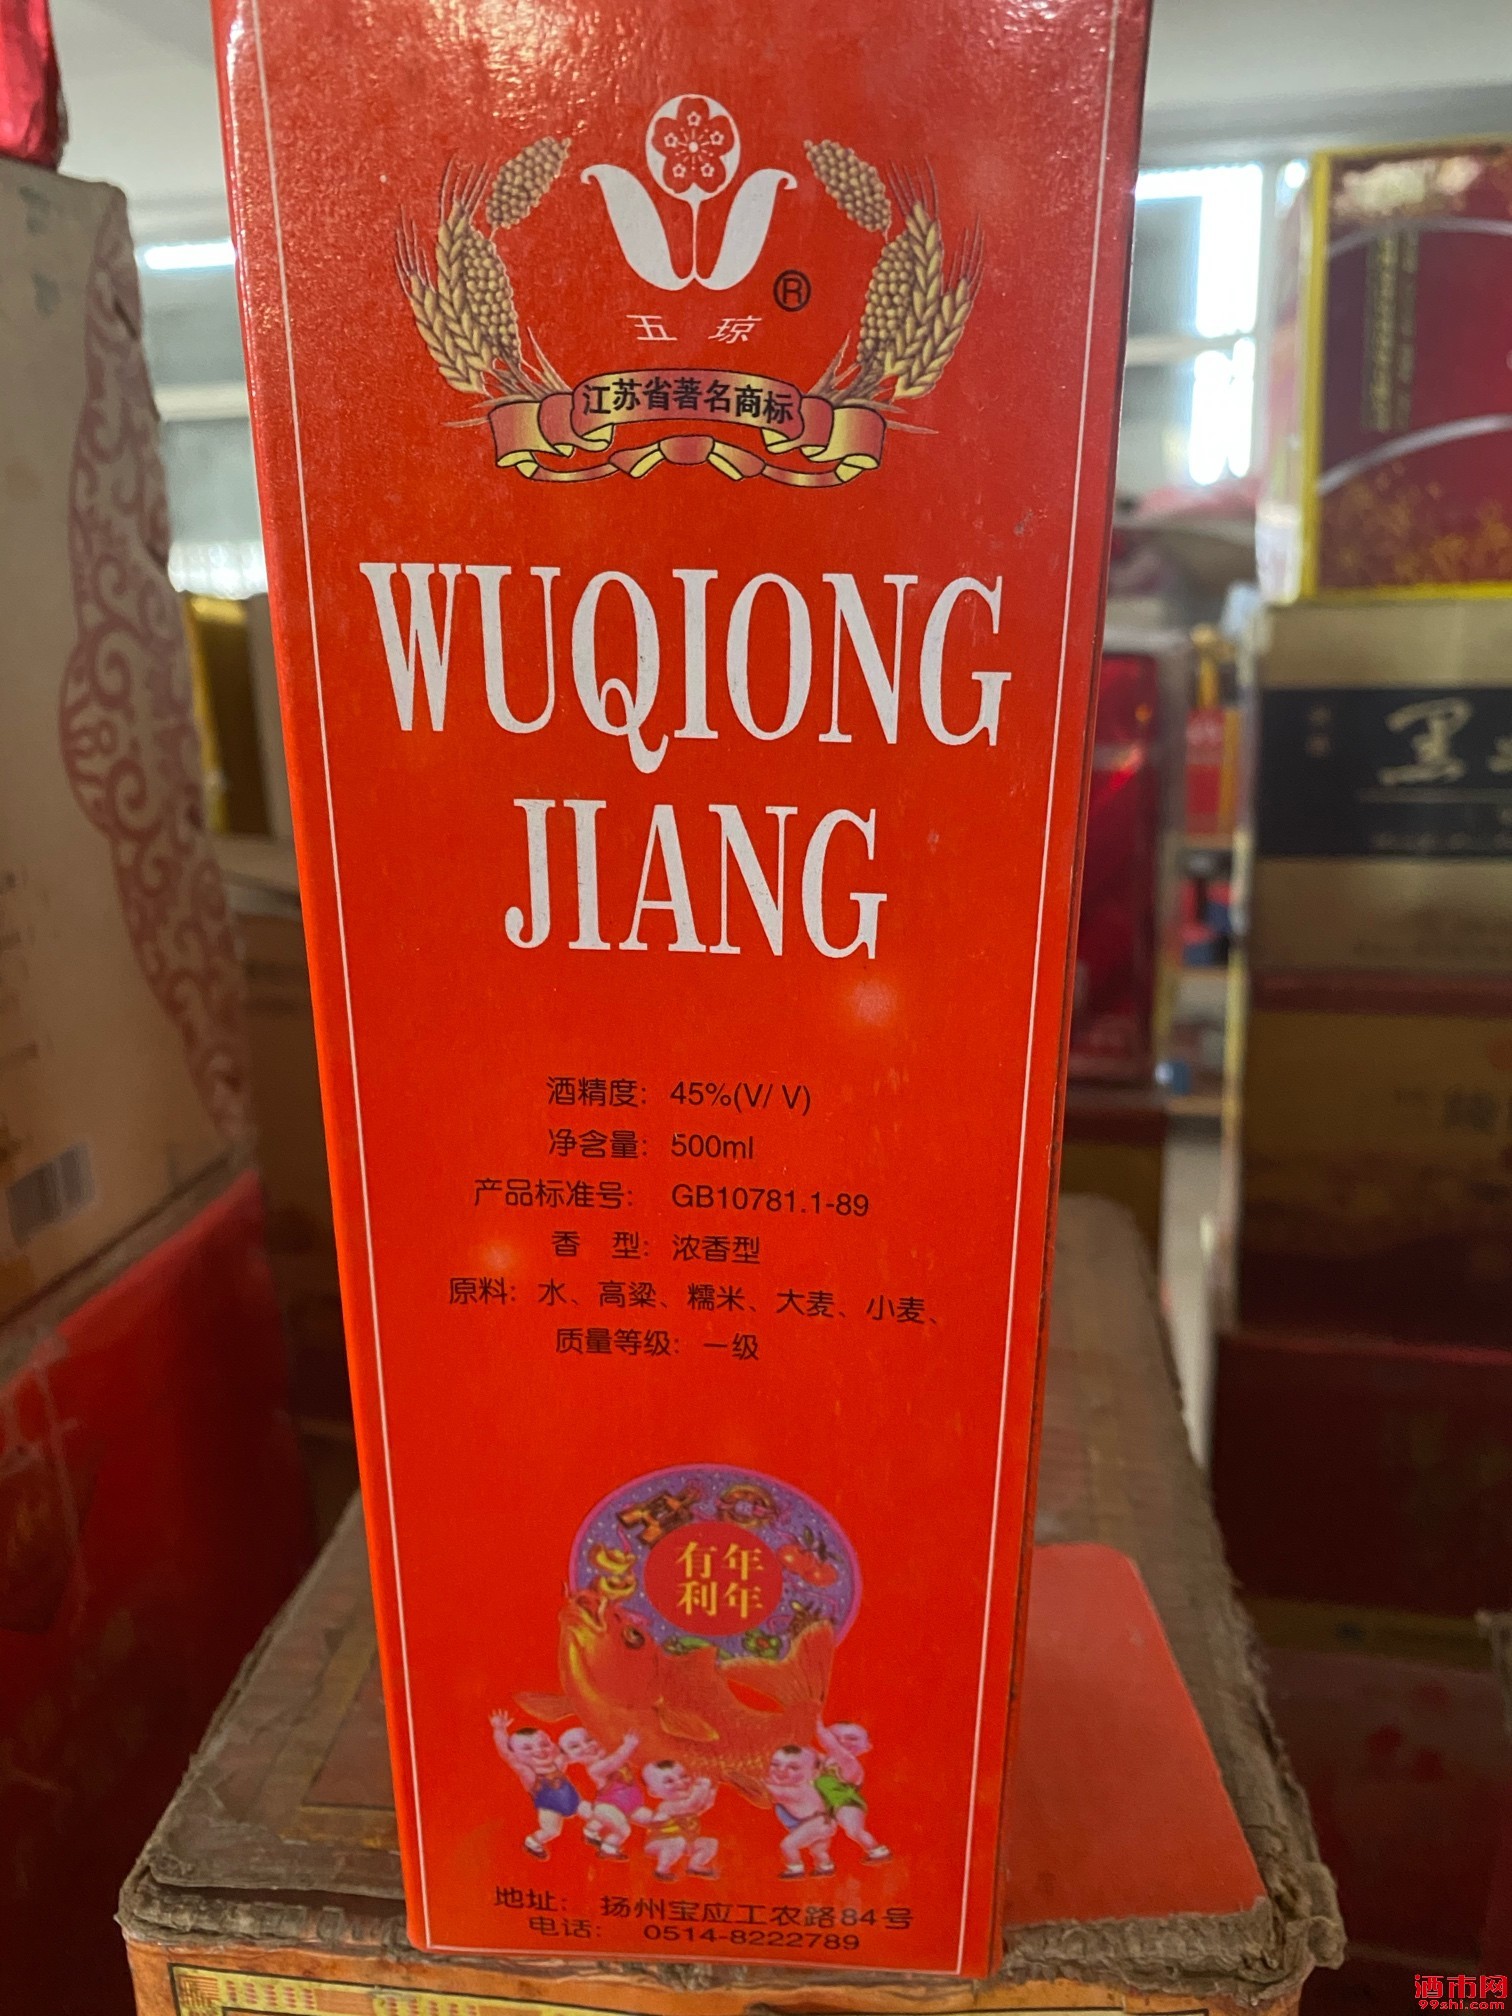 五琼
®
江苏省著名商标
WUQIONG
JIANG
酒精度: 45%(V/V)
净含量: 500ml
产品标准号: GB10781.1-89
香 型: 浓香型
原料: 水、高粱、糯米、大麦、小麦、
质量等级: 一级
有年
利年
地址: 扬州宝应工农路84号
电话: 0514-8222789
黑
酒市网
99shi.com